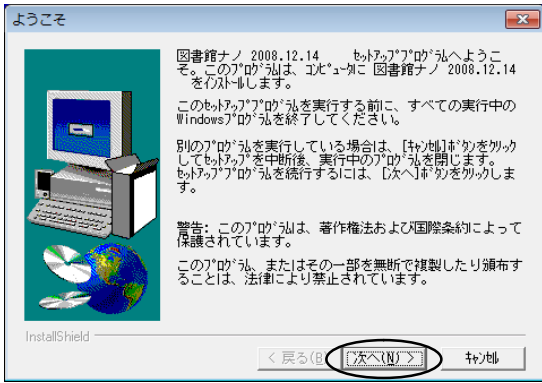 ようこそ
図書館ナノ 2008.12.14 ｾｯﾄｱｯﾌﾟﾌﾟﾛｸﾞﾗﾑへようこ
そ。このﾌﾟﾛｸﾞﾗﾑは、ｺﾝﾋﾟｭｰﾀに 図書館ナノ 2008.12.14
をｲﾝｽﾄｰﾙします。
このｾｯﾄｱｯﾌﾟﾌﾟﾛｸﾞﾗﾑを実行する前に、すべての実行中の
Windowsﾌﾟﾛｸﾞﾗﾑを終了してください。
別のﾌﾟﾛｸﾞﾗﾑを実行している場合は、[ｷｬﾝｾﾙ]ﾎﾞﾀﾝをｸﾘｯｸ
してｾｯﾄｱｯﾌﾟを中断後、実行中のﾌﾟﾛｸﾞﾗﾑを閉じます。
ｾｯﾄｱｯﾌﾟﾌﾟﾛｸﾞﾗﾑを続行するには、[次へ]ﾎﾞﾀﾝをｸﾘｯｸしま
す。
警告: このﾌﾟﾛｸﾞﾗﾑは、著作権法および国際条約によって
保護されています。
このﾌﾟﾛｸﾞﾗﾑ、またはその一部を無断で複製したり頒布す
ることは、法律により禁止されています。
InstallShield
< 戻る(B 次へ(N) > ｷｬﾝｾﾙ